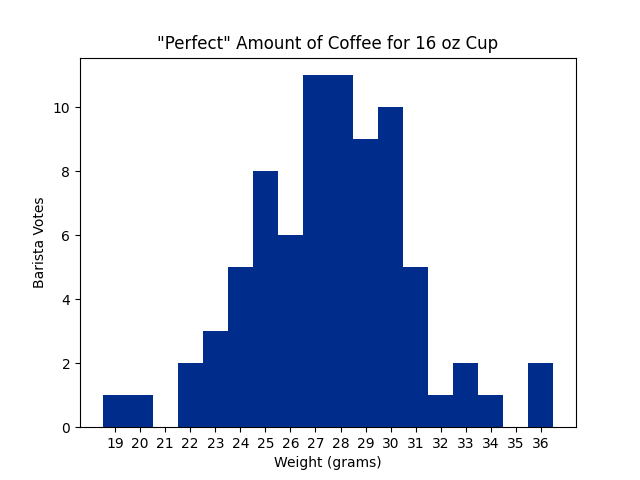 "Perfect" Amount of Coffee for 16 oz Cup
10
8
6
4
2
0
Barista Votes
19 20 21 22 23 24 25 26 27 28 29 30 31 32 33 34 35 36
Weight (grams)